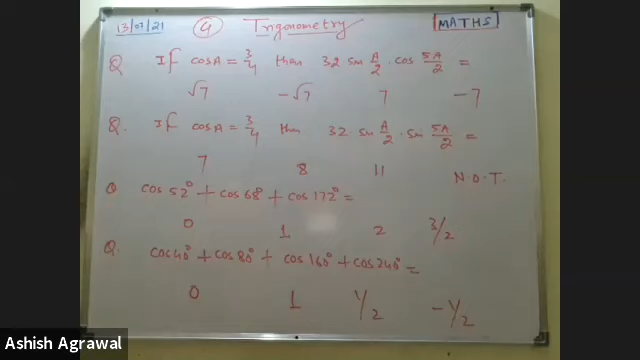 13/07/21 (4) Trigonometry MATHS
Q If cosA = 3/4 then 32 sin A/2 . cos 5A/2 =
√7 -√7 7 -7
Q. If cosA = 3/4 then 32. sin A/2 . sin 5A/2 =
7 8 11 N.O.T.
Q cos 52° + cos 68° + cos 172° =
0 1 2 3/2
Q. cos 40° + cos 80° + cos 160° + cos 240° =
0 1 1/2 -1/2
Ashish Agrawal